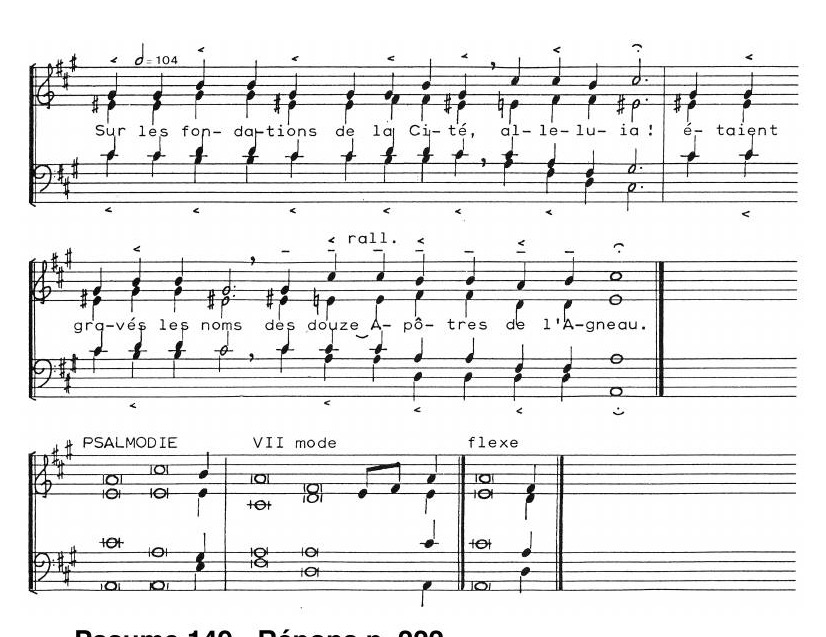 = 104
Sur les fon- da-tions de la Ci-té, al-le-lu-ia ! é-taient
rall.
gra-vés les noms des douze A-pô-tres de l'A-gneau.
PSALMODIE VII mode flexe